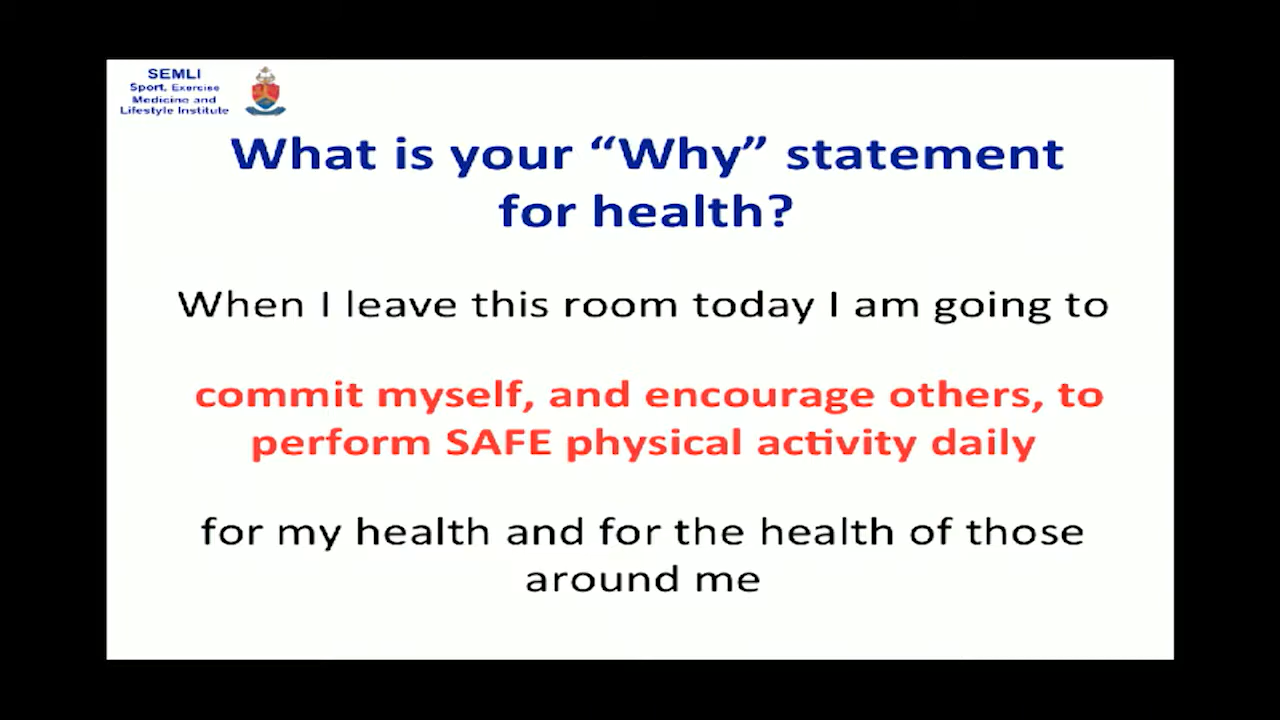 SEMLI
Sport, Exercise
Medicine and
Lifestyle Institute
What is your “Why” statement
for health?
When I leave this room today I am going to
commit myself, and encourage others, to
perform SAFE physical activity daily
for my health and for the health of those
around me